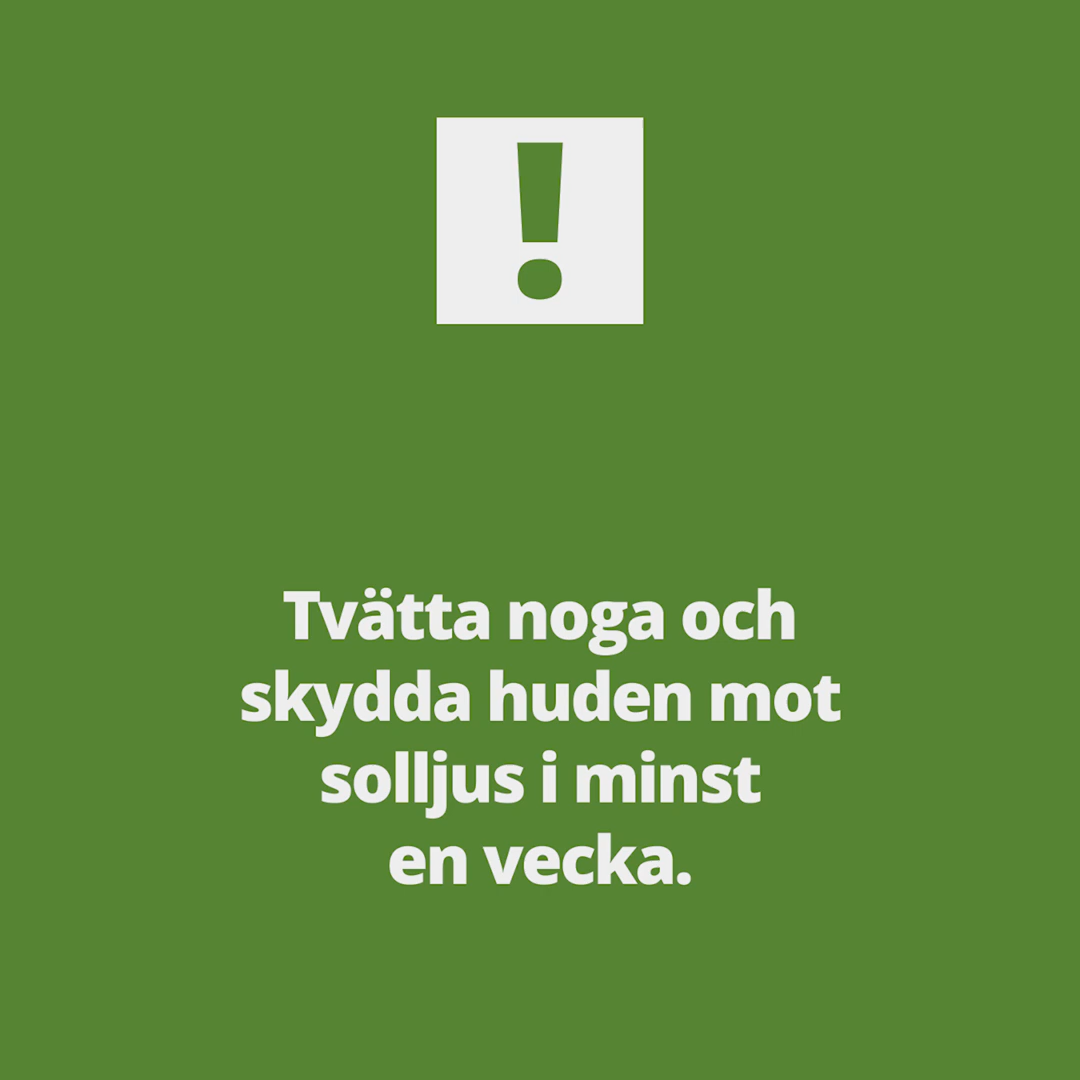 !
Tvätta noga och
skydda huden mot
solljus i minst
en vecka.